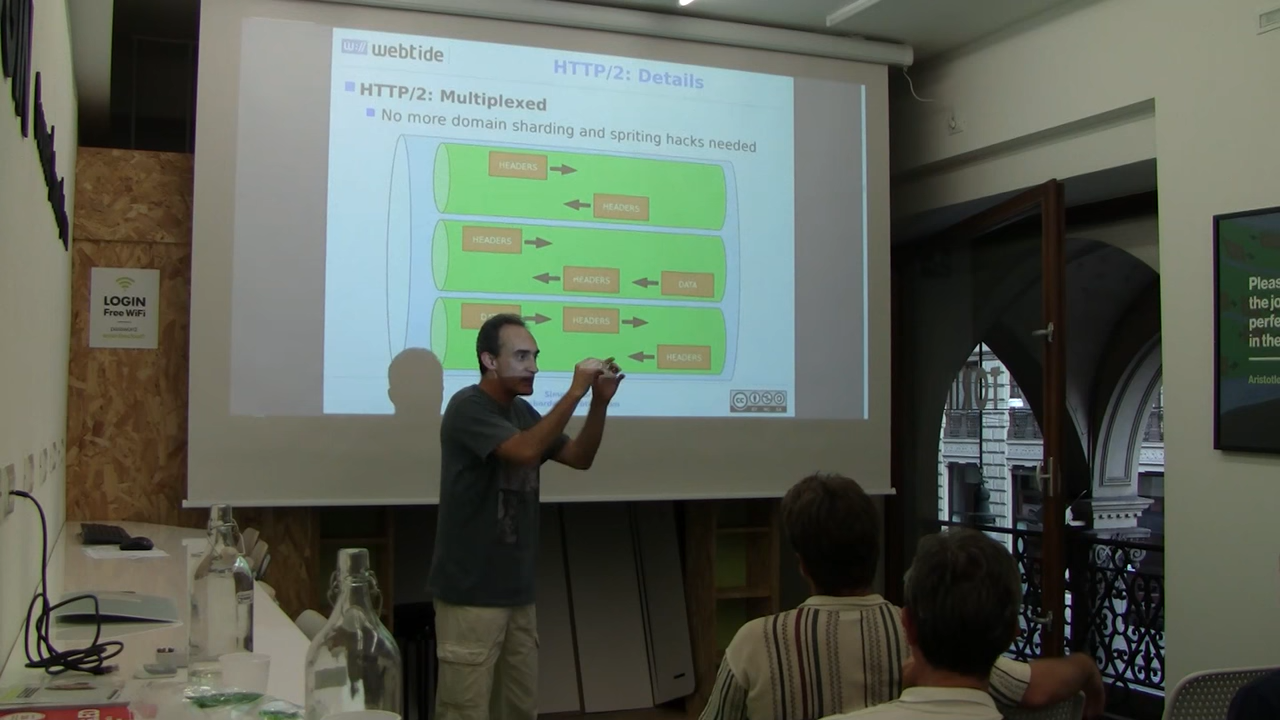 webtide
HTTP/2: Details
HTTP/2: Multiplexed
No more domain sharding and spriting hacks needed
HEADERS
HEADERS
HEADERS
HEADERS
DATA
HEADERS
HEADERS
LOGIN
Free WiFi
Pleas
the jo
perfe
in the
Aristotle